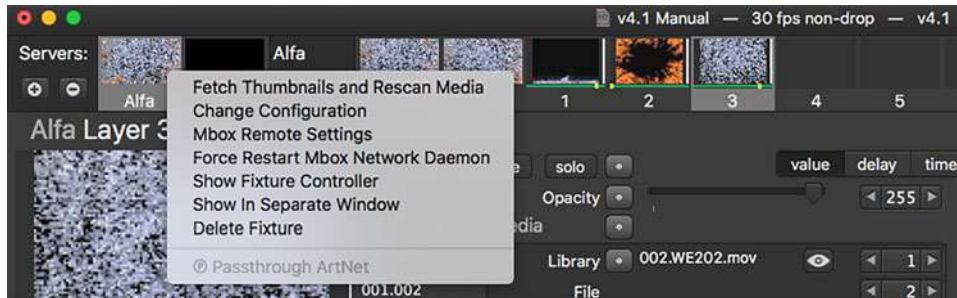 v4.1 Manual — 30 fps non-drop — v4.1
Servers:
Alfa
Alfa
1
2
3
4
5
Fetch Thumbnails and Rescan Media
Change Configuration
Mbox Remote Settings
Force Restart Mbox Network Daemon
Show Fixture Controller
Show In Separate Window
Delete Fixture
Ⓟ Passthrough ArtNet
Alfa Layer 3
solo
value
delay
time
Opacity
255
Library
002.WE202.mov
1
001.002
File
2